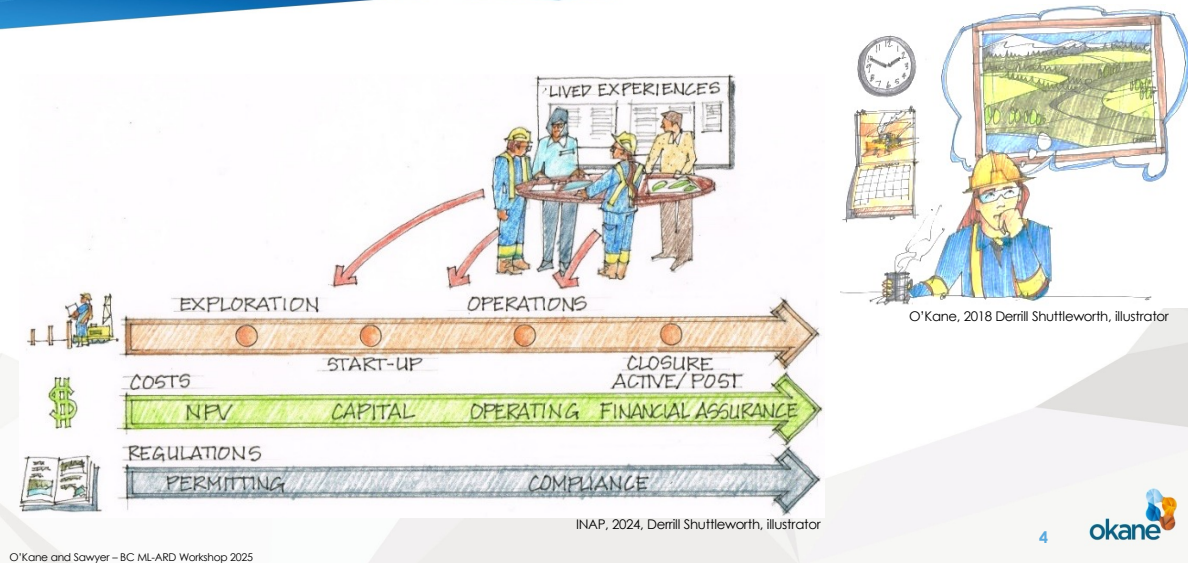 LIVED EXPERIENCES
EXPLORATION
OPERATIONS
START-UP
CLOSURE
ACTIVE/POST
COSTS
NPV
CAPITAL
OPERATING
FINANCIAL ASSURANCE
REGULATIONS
PERMITTING
COMPLIANCE
INAP, 2024, Derrill Shuttleworth, illustrator
O'Kane, 2018 Derrill Shuttleworth, illustrator
4
okane
O'Kane and Sawyer – BC ML-ARD Workshop 2025